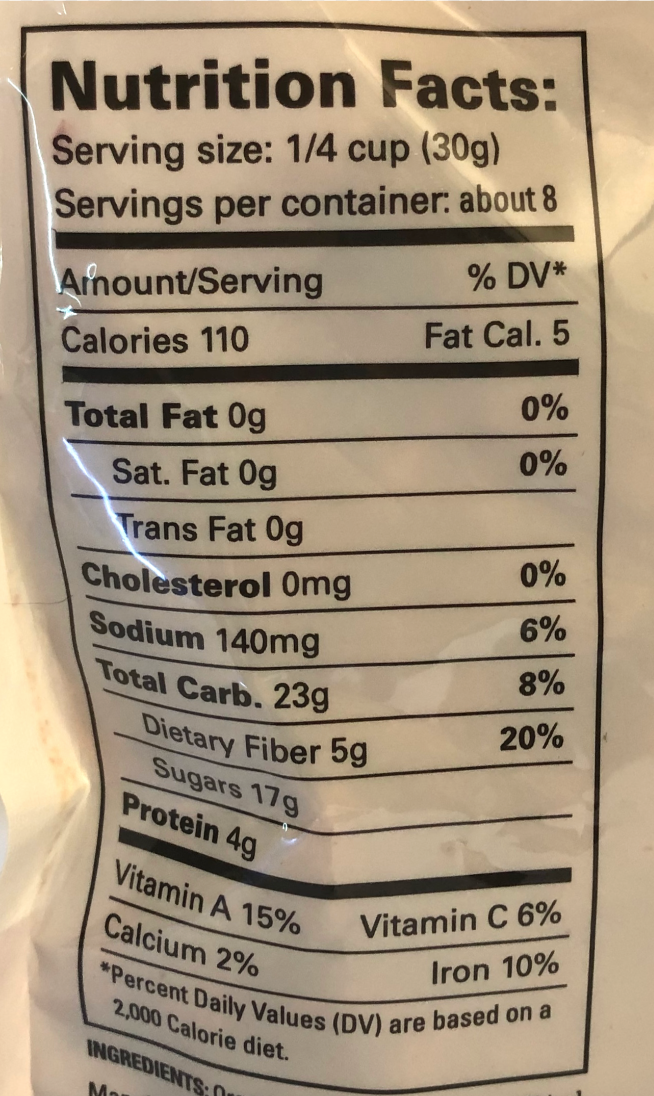 Nutrition Facts:
Serving size: 1/4 cup (30g)
Servings per container: about 8
Amount/Serving % DV*
Calories 110 Fat Cal. 5
Total Fat 0g 0%
Sat. Fat 0g 0%
Trans Fat 0g
Cholesterol 0mg 0%
Sodium 140mg 6%
Total Carb. 23g 8%
Dietary Fiber 5g 20%
Sugars 17g
Protein 4g
Vitamin A 15% Vitamin C 6%
Calcium 2% Iron 10%
*Percent Daily Values (DV) are based on a
2,000 Calorie diet.
INGREDIENTS: